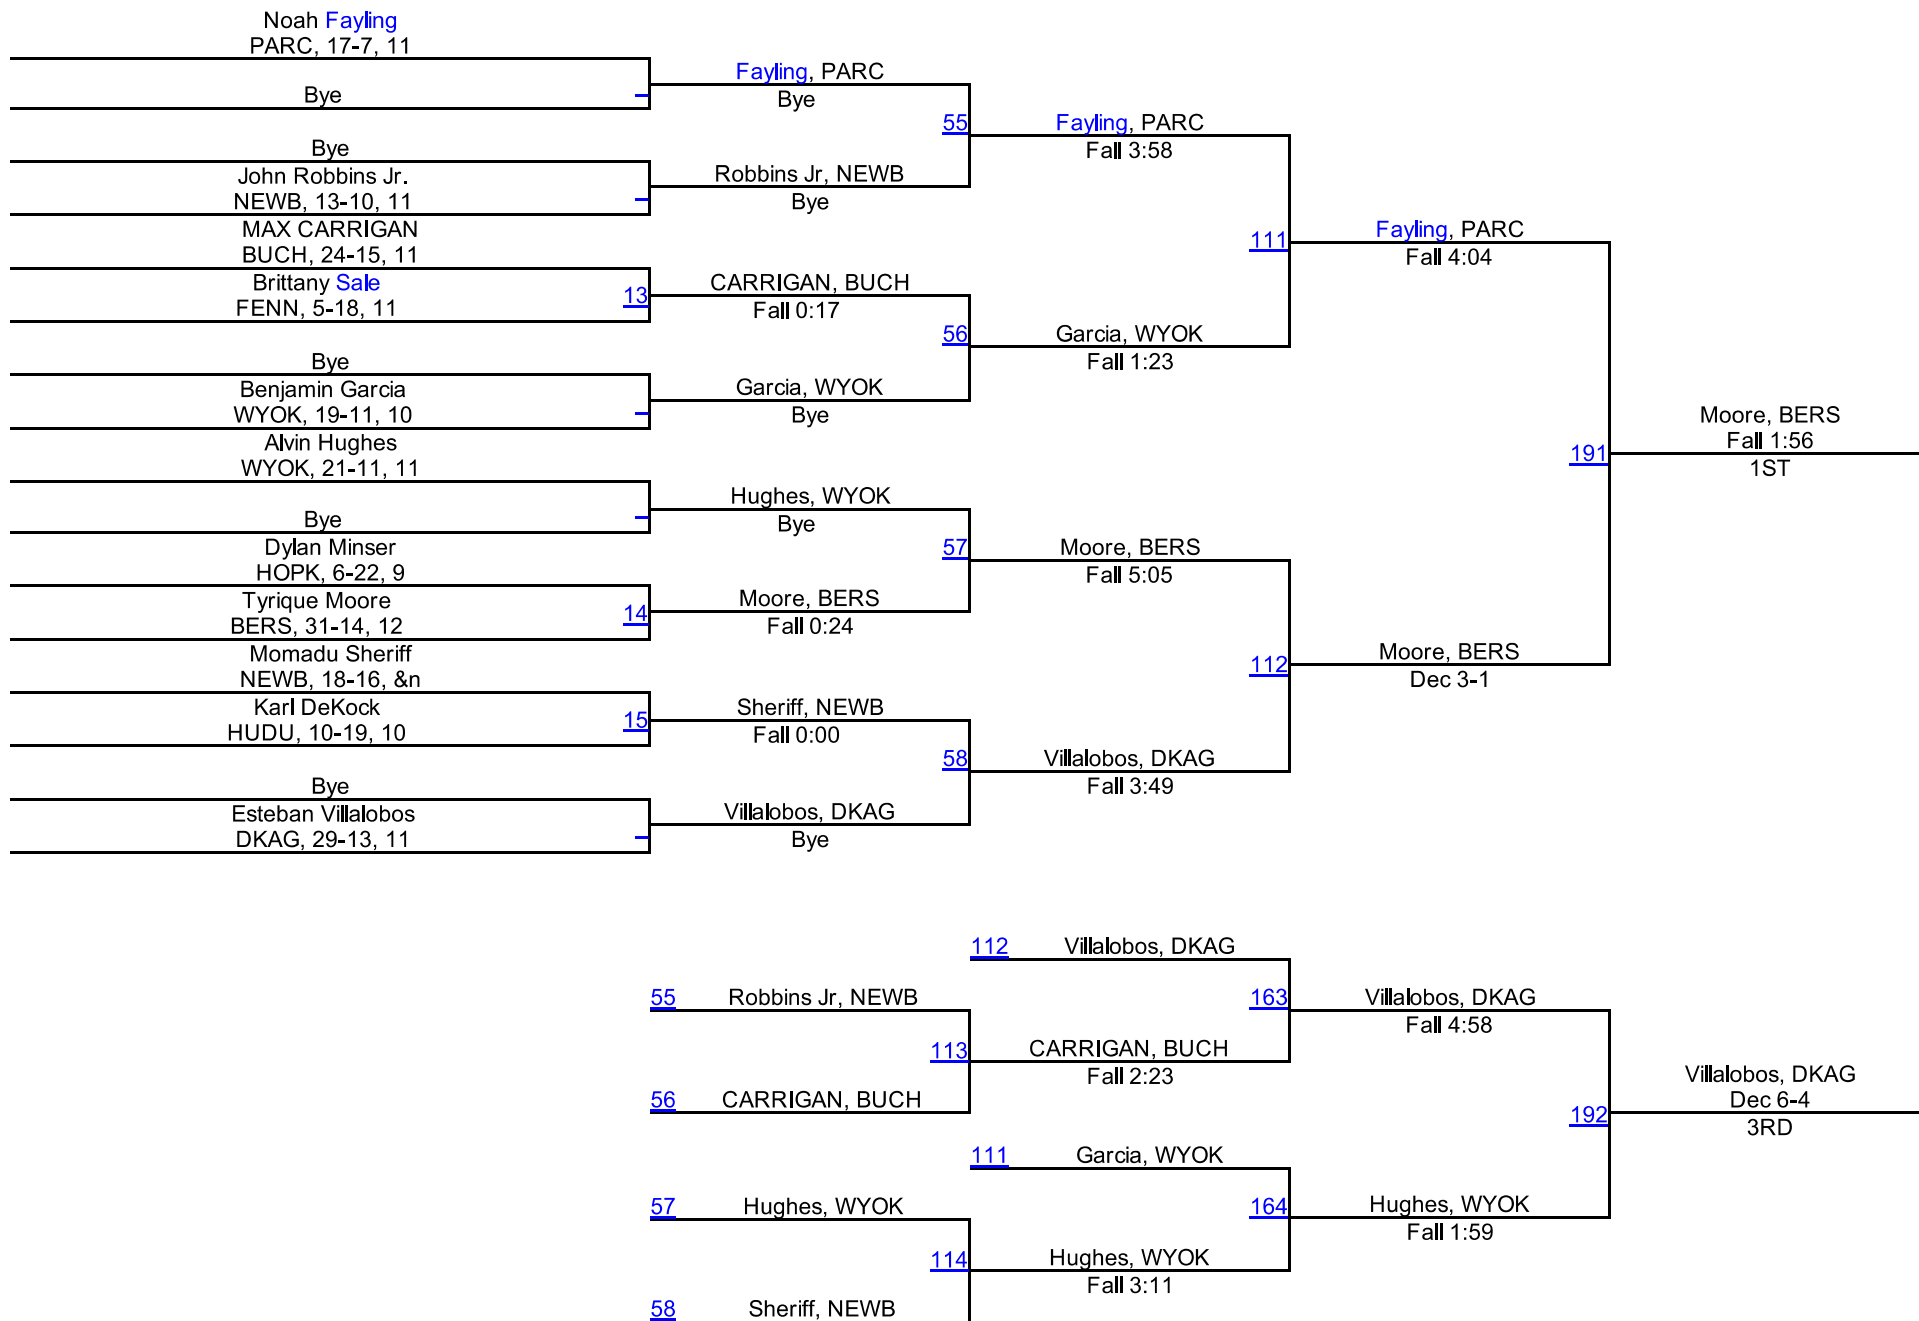 Noah Fayling
PARC, 17-7, 11
Bye
Bye
John Robbins Jr.
NEWB, 13-10, 11
MAX CARRIGAN
BUCH, 24-15, 11
Brittany Sale
FENN, 5-18, 11
13
Bye
Benjamin Garcia
WYOK, 19-11, 10
Alvin Hughes
WYOK, 21-11, 11
Bye
Dylan Minser
HOPK, 6-22, 9
Tyrique Moore
BERS, 31-14, 12
14
Momadu Sheriff
NEWB, 18-16, &n
Karl DeKock
HUDU, 10-19, 10
15
Bye
Esteban Villalobos
DKAG, 29-13, 11
Fayling, PARC
Bye
55
Robbins Jr, NEWB
Bye
CARRIGAN, BUCH
Fall 0:17
56
Garcia, WYOK
Bye
Hughes, WYOK
Bye
57
Moore, BERS
Fall 0:24
Sheriff, NEWB
Fall 0:00
58
Villalobos, DKAG
Bye
Fayling, PARC
Fall 3:58
111
Garcia, WYOK
Fall 1:23
Moore, BERS
Fall 5:05
112
Villalobos, DKAG
Fall 3:49
Fayling, PARC
Fall 4:04
191
Moore, BERS
Dec 3-1
Moore, BERS
Fall 1:56
1ST
112 Villalobos, DKAG
55 Robbins Jr, NEWB
163
Villalobos, DKAG
Fall 4:58
113
CARRIGAN, BUCH
Fall 2:23
56 CARRIGAN, BUCH
192
Villalobos, DKAG
Dec 6-4
3RD
111 Garcia, WYOK
57 Hughes, WYOK
164
Hughes, WYOK
Fall 1:59
114
Hughes, WYOK
Fall 3:11
58 Sheriff, NEWB